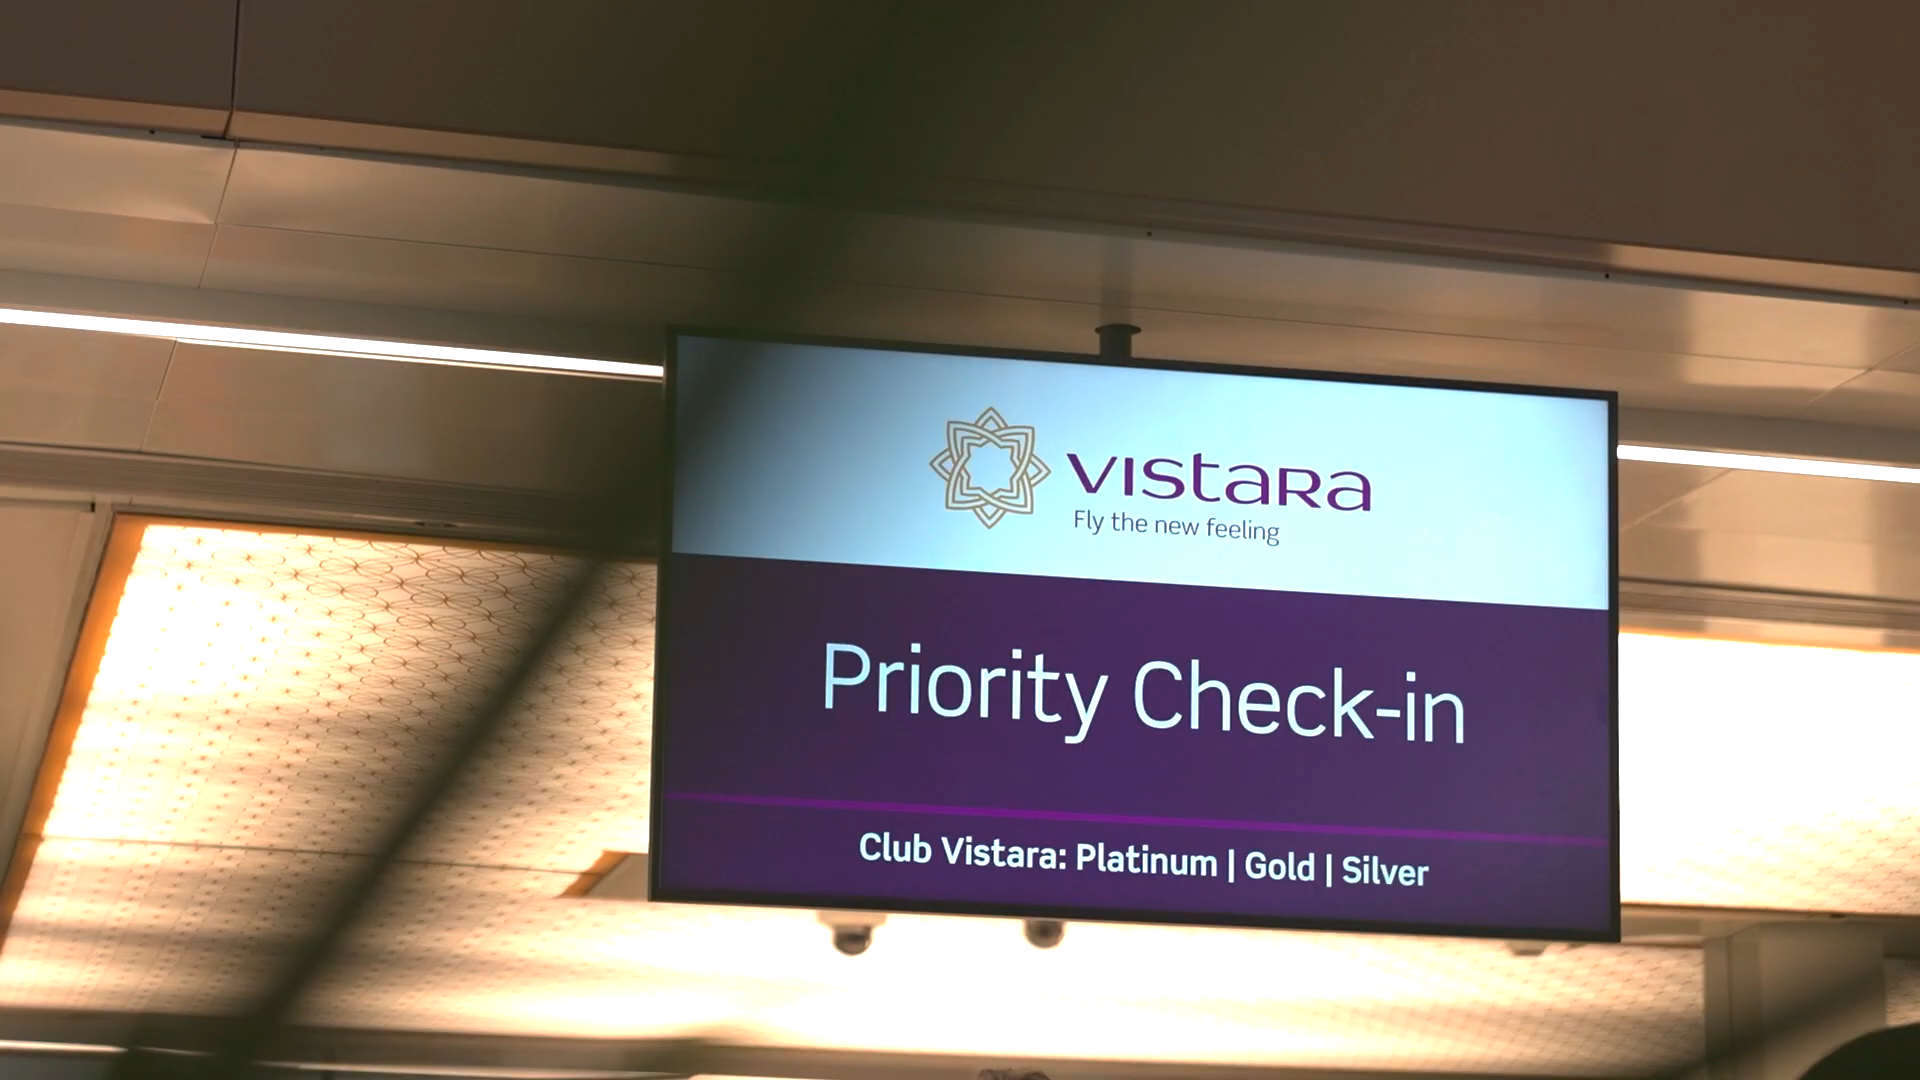 vistara
Fly the new feeling
Priority Check-in
Club Vistara: Platinum | Gold | Silver